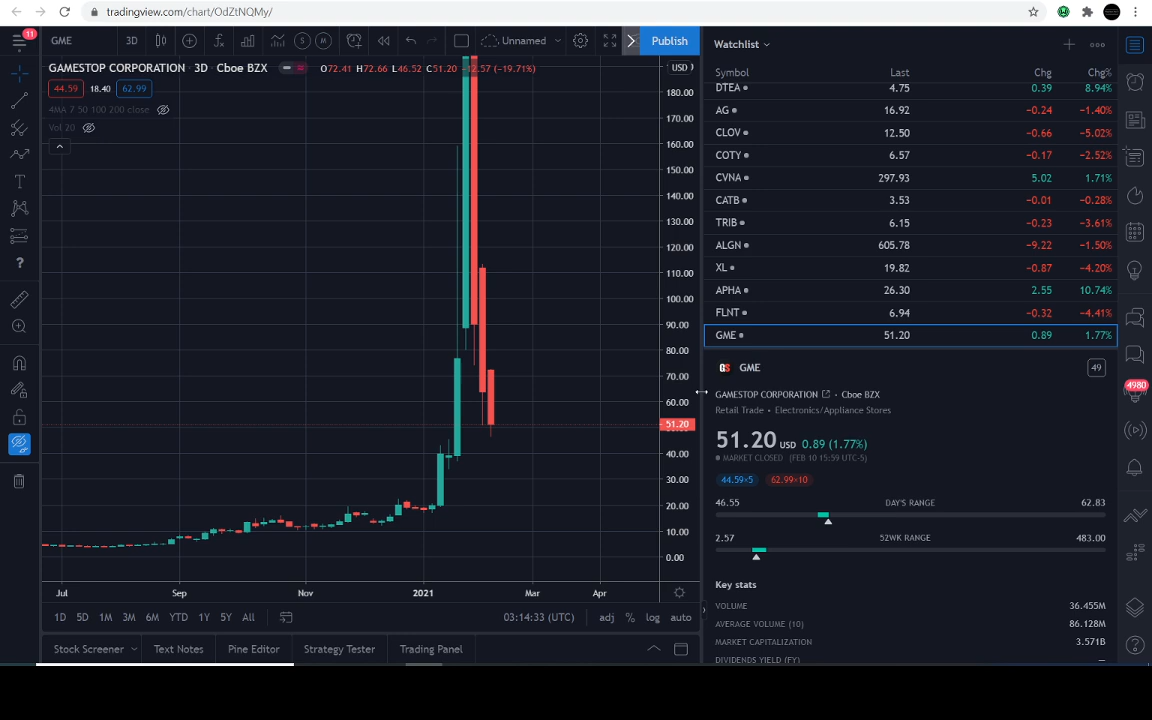 tradingview.com/chart/OdZtNQMy/
11
GME
3D
Unnamed
Publish
GAMESTOP CORPORATION · 3D · Cboe BZX
O72.41 H72.66 L46.52 C51.20 −12.57 (−19.71%)
USD
44.59 18.40 62.99
4MA 7 50 100 200 close
Vol 20
180.00
170.00
160.00
150.00
140.00
130.00
120.00
110.00
100.00
90.00
80.00
70.00
60.00
51.20
40.00
30.00
20.00
10.00
0.00
Jul Sep Nov 2021 Mar Apr
1D 5D 1M 3M 6M YTD 1Y 5Y All
03:14:33 (UTC)
adj % log auto
Stock Screener
Text Notes
Pine Editor
Strategy Tester
Trading Panel
Watchlist
Symbol Last Chg Chg%
DTEA 4.75 0.39 8.94%
AG 16.92 −0.24 −1.40%
CLOV 12.50 −0.66 −5.02%
COTY 6.57 −0.17 −2.52%
CVNA 297.93 5.02 1.71%
CATB 3.53 −0.01 −0.28%
TRIB 6.15 −0.23 −3.61%
ALGN 605.78 −9.22 −1.50%
XL 19.82 −0.87 −4.20%
APHA 26.30 2.55 10.74%
FLNT 6.94 −0.32 −4.41%
GME 51.20 0.89 1.77%
GME
49
GAMESTOP CORPORATION · Cboe BZX
Retail Trade · Electronics/Appliance Stores
51.20 USD 0.89 (1.77%)
MARKET CLOSED (FEB 10 15:59 UTC-5)
44.59×5 62.99×10
46.55 DAY'S RANGE 62.83
2.57 52WK RANGE 483.00
Key stats
VOLUME 36.455M
AVERAGE VOLUME (10) 86.128M
MARKET CAPITALIZATION 3.571B
DIVIDENDS YIELD (FY) —
4980